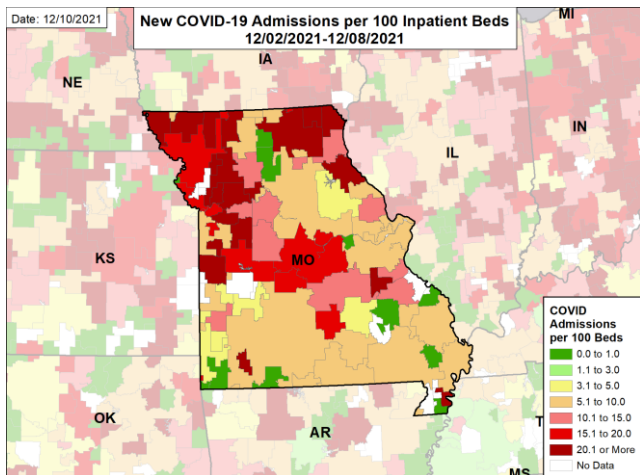 Date: 12/10/2021
New COVID-19 Admissions per 100 Inpatient Beds
12/02/2021-12/08/2021
MI
NE
IA
IL
IN
KS
MO
OK
AR
T
MS
COVID
Admissions
per 100 Beds
0.0 to 1.0
1.1 to 3.0
3.1 to 5.0
5.1 to 10.0
10.1 to 15.0
15.1 to 20.0
20.1 or More
No Data